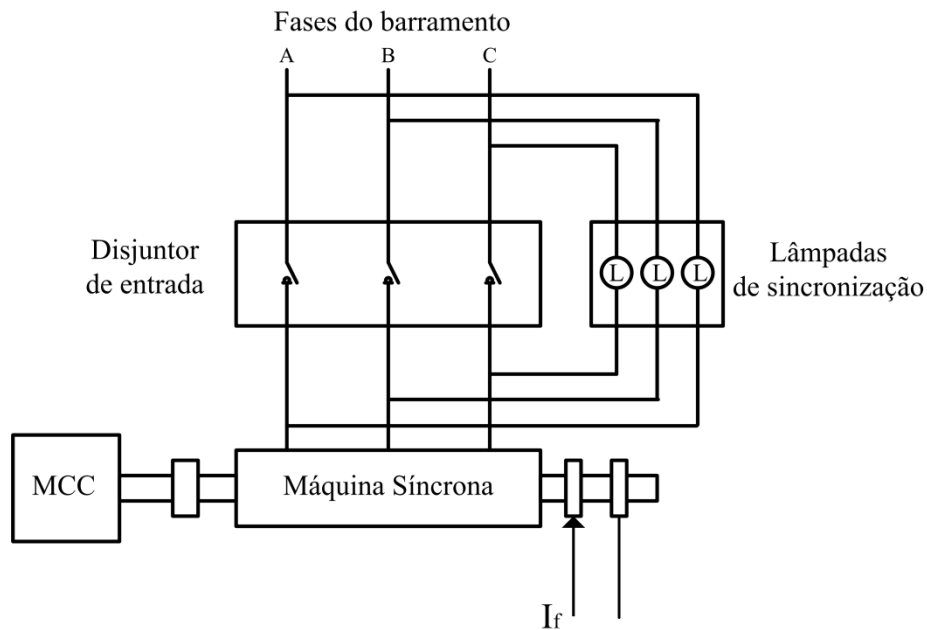 Fases do barramento
A B C
Disjuntor
de entrada
L L L
Lâmpadas
de sincronização
MCC
Máquina Síncrona
If